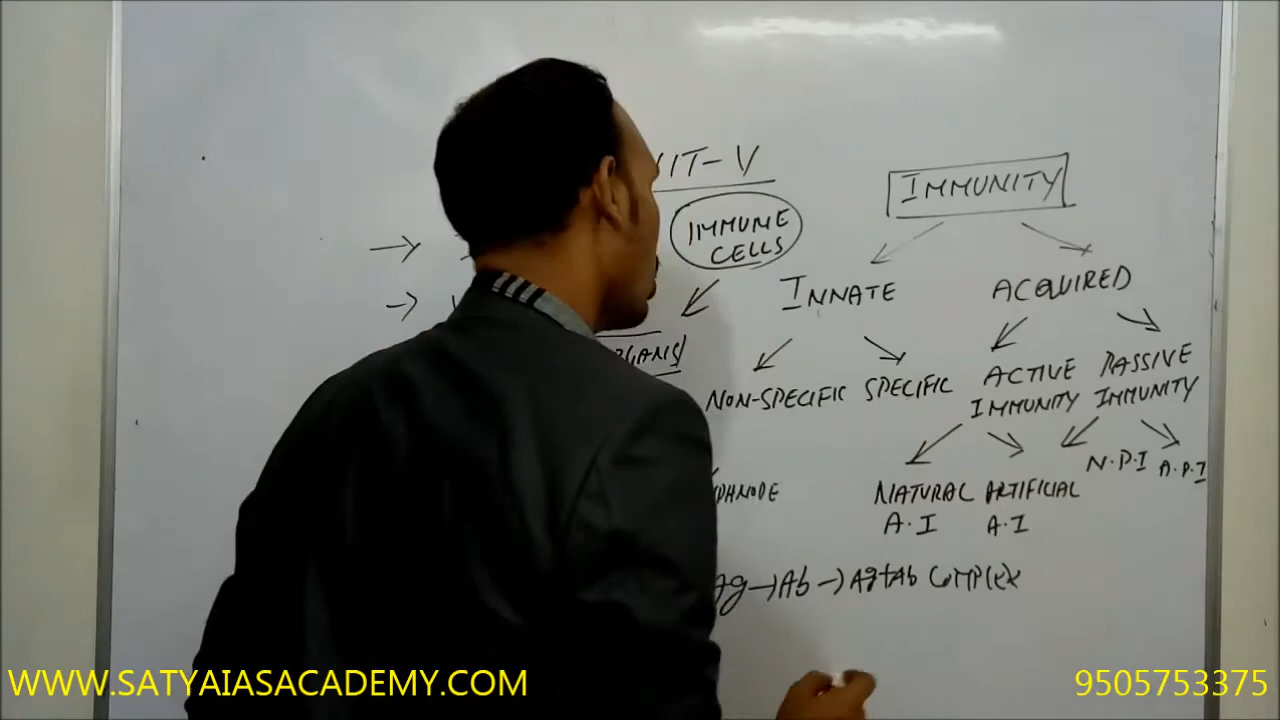 IT-V
IMMUNITY
IMMUNE
CELLS
INNATE
ACQUIRED
NON-SPECIFIC
SPECIFIC
ACTIVE
IMMUNITY
PASSIVE
IMMUNITY
N.P.I
A.P.I
NATURAL
A.I
ARTIFICIAL
A.I
Ag→Ab→Ag+Ab COMPlEX
WWW.SATYAIASACADEMY.COM
9505753375